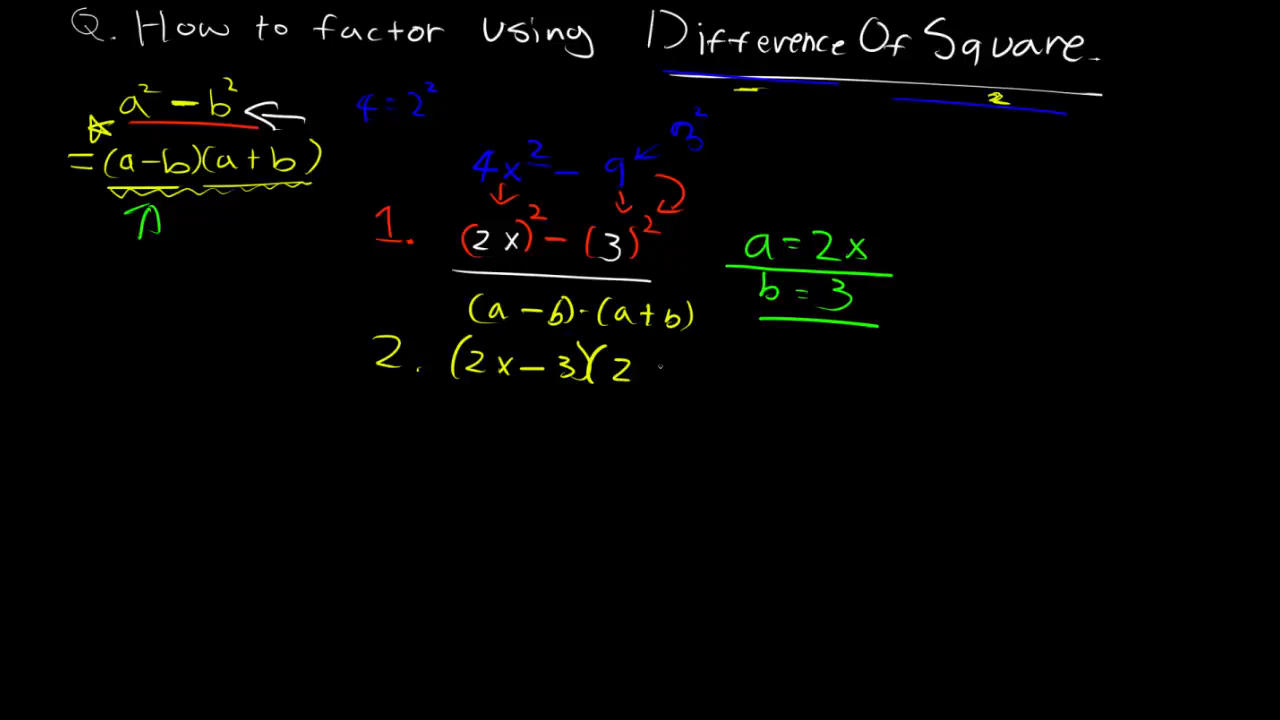 Q. How to factor using Difference Of Square.
a² - b²
= (a-b)(a+b)
4 = 2²
3²
4x² - 9
1. (2x)² - (3)²
a = 2x
b = 3
(a - b)·(a+b)
2. (2x - 3)(2